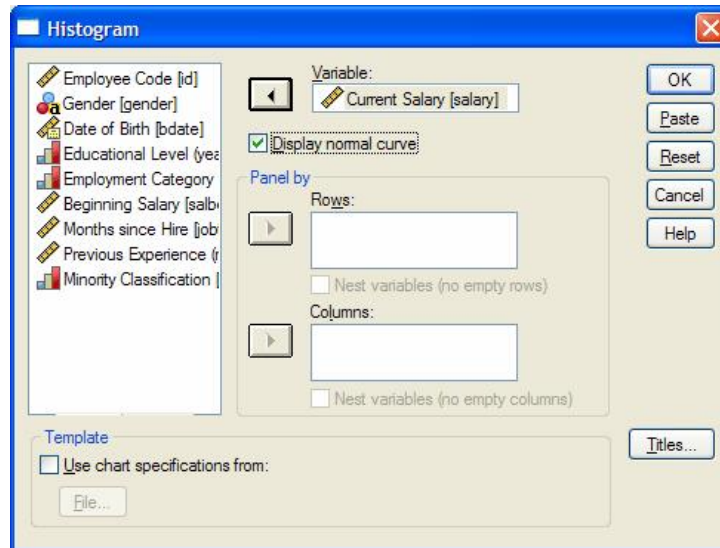 Histogram
Employee Code [id]
Gender [gender]
Date of Birth [bdate]
Educational Level (yea
Employment Category
Beginning Salary [salb
Months since Hire [job
Previous Experience (
Minority Classification [
Variable:
Current Salary [salary]
Display normal curve
Panel by
Rows:
Nest variables (no empty rows)
Columns:
Nest variables (no empty columns)
OK
Paste
Reset
Cancel
Help
Titles...
Template
Use chart specifications from:
File...